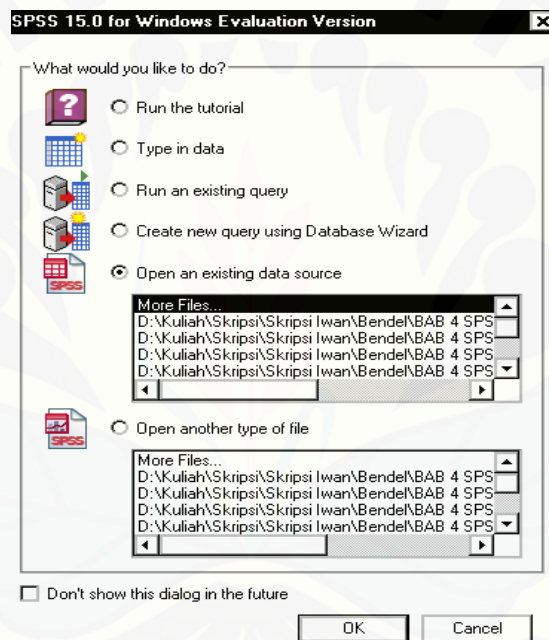 SPSS 15.0 for Windows Evaluation Version
What would you like to do?
Run the tutorial
Type in data
Run an existing query
Create new query using Database Wizard
Open an existing data source
SPSS
More Files...
D:\Kuliah\Skripsi\Skripsi Iwan\Bendel\BAB 4 SPS
D:\Kuliah\Skripsi\Skripsi Iwan\Bendel\BAB 4 SPS
D:\Kuliah\Skripsi\Skripsi Iwan\Bendel\BAB 4 SPS
D:\Kuliah\Skripsi\Skripsi Iwan\Bendel\BAB 4 SPS
Open another type of file
SPSS
More Files...
D:\Kuliah\Skripsi\Skripsi Iwan\Bendel\BAB 4 SPS
D:\Kuliah\Skripsi\Skripsi Iwan\Bendel\BAB 4 SPS
D:\Kuliah\Skripsi\Skripsi Iwan\Bendel\BAB 4 SPS
D:\Kuliah\Skripsi\Skripsi Iwan\Bendel\BAB 4 SPS
Don't show this dialog in the future
OK Cancel